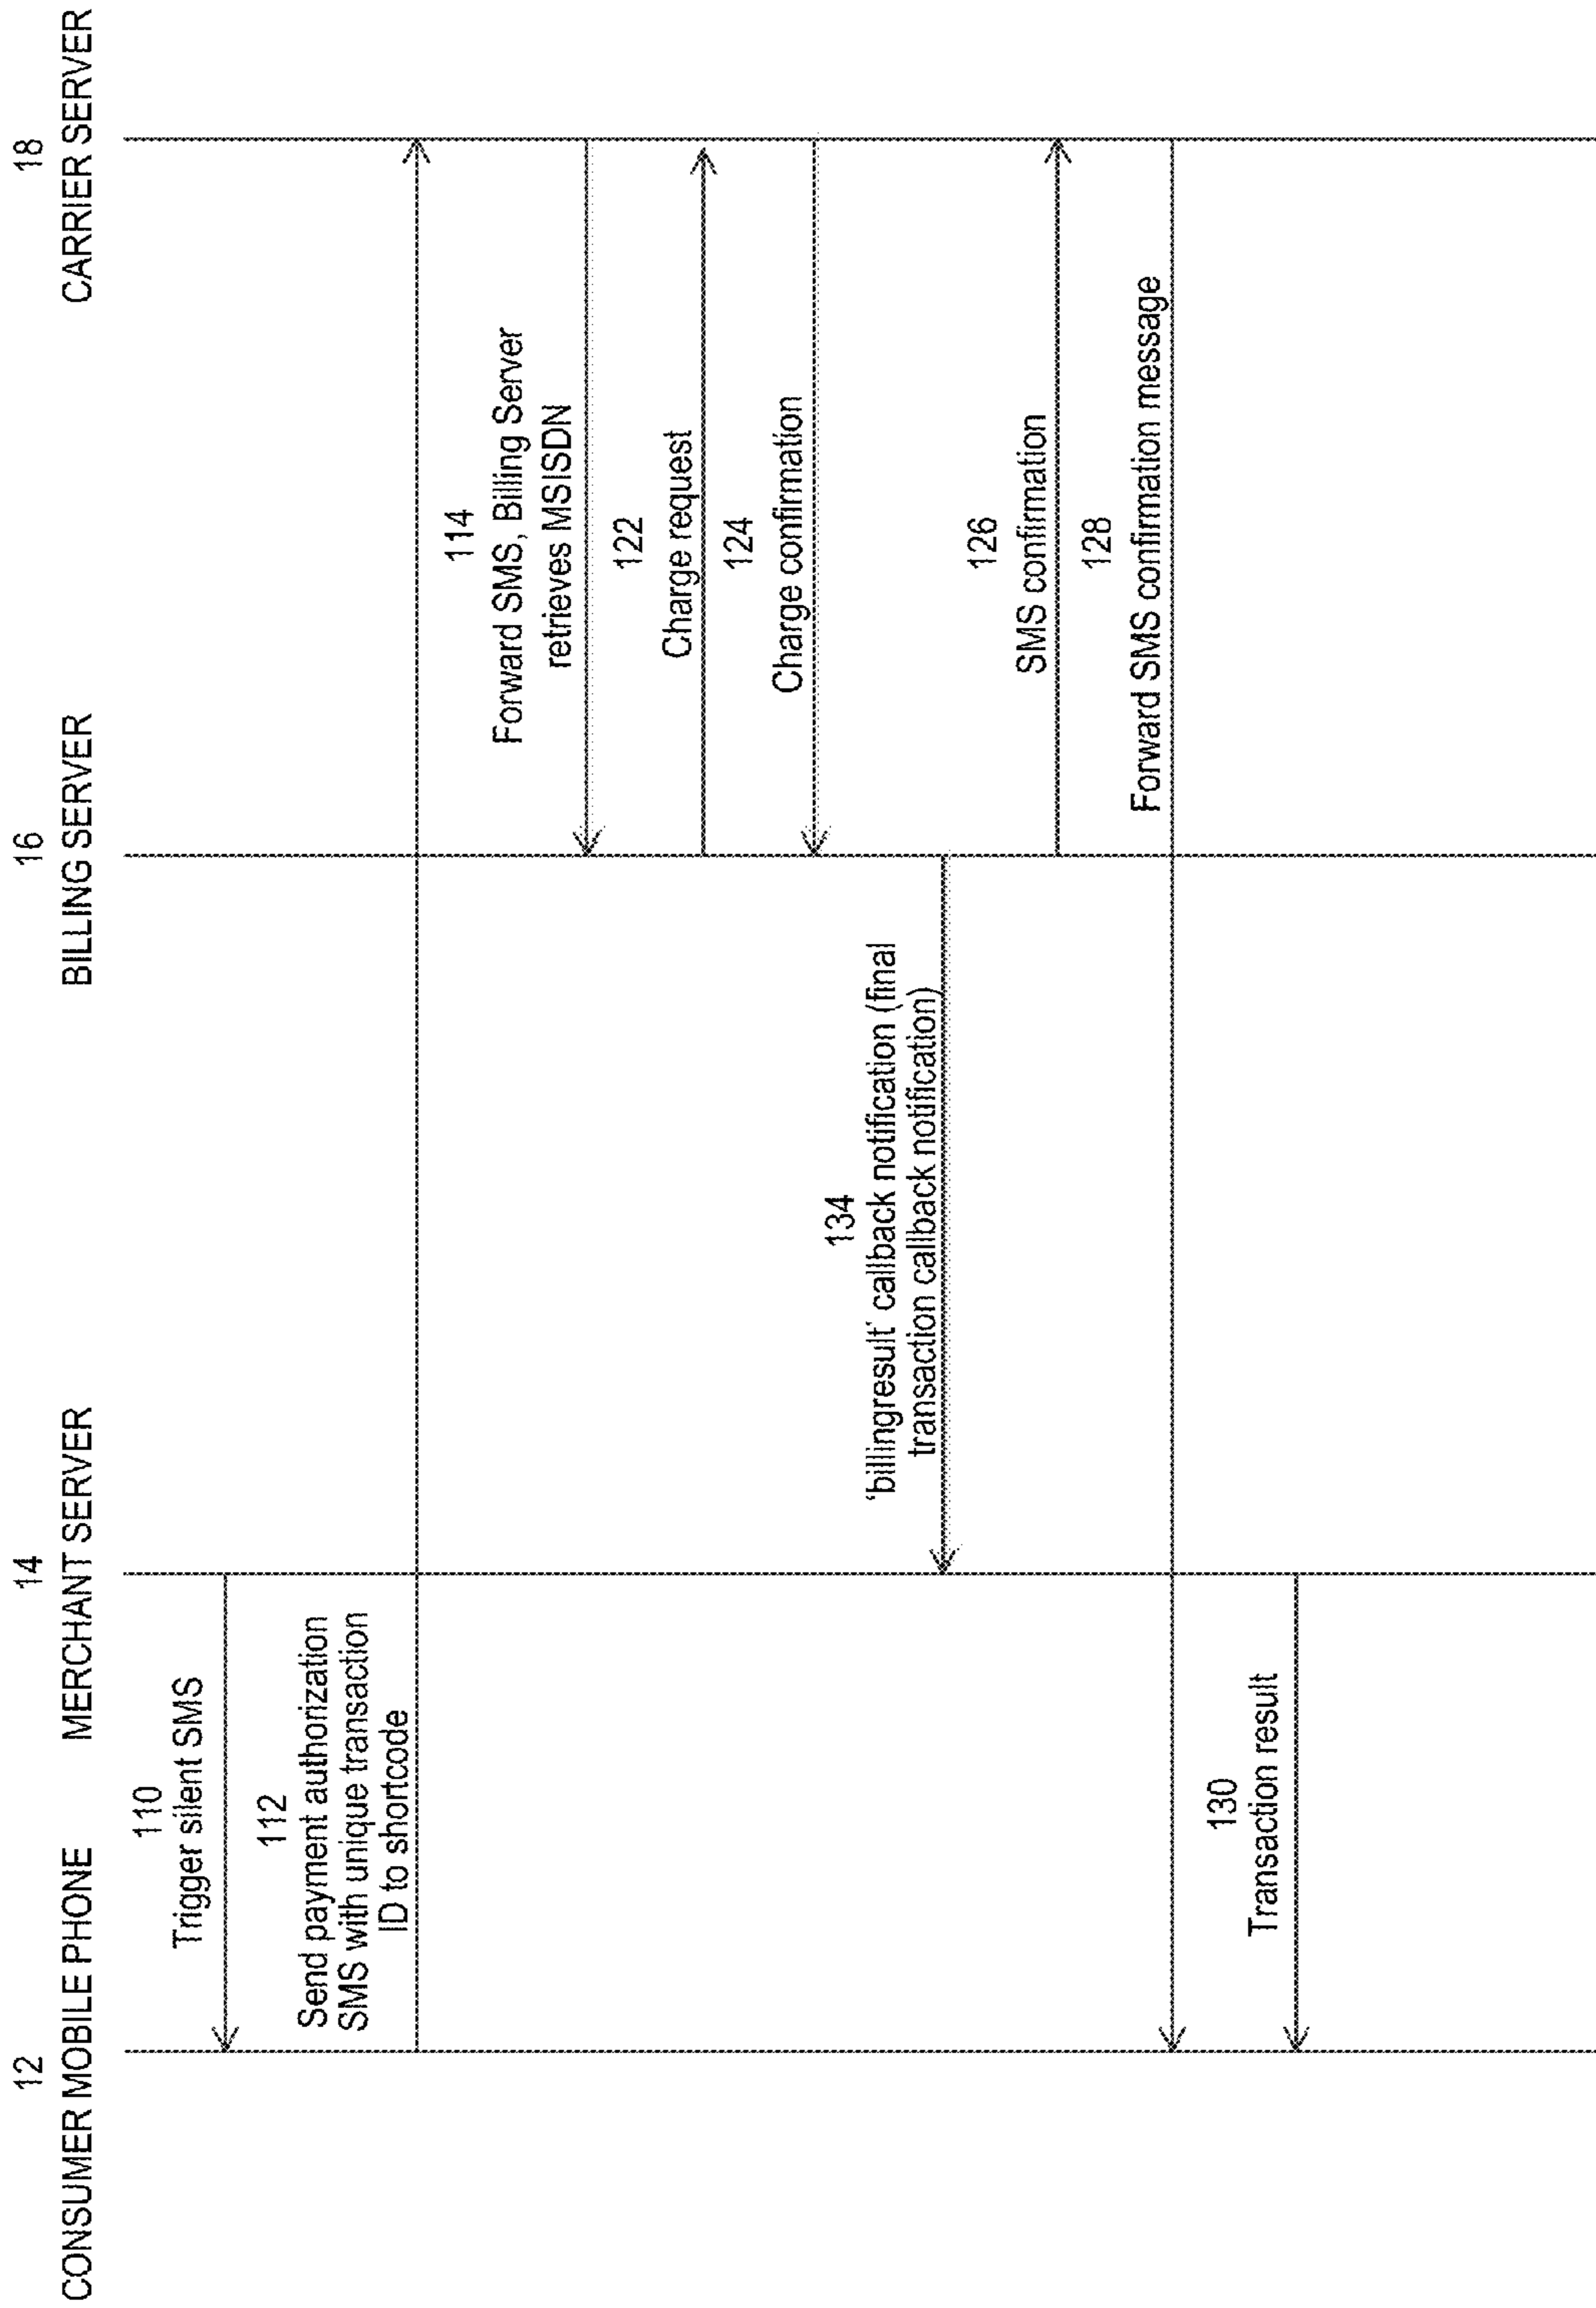 12
CONSUMER MOBILE PHONE
14
MERCHANT SERVER
16
BILLING SERVER
18
CARRIER SERVER
110
Trigger silent SMS
112
Send payment authorization
SMS with unique transaction
ID to shortcode
114
Forward SMS, Billing Server
retrieves MSISDN
122
Charge request
124
Charge confirmation
134
'billingresult' callback notification (final
transaction callback notification)
126
SMS confirmation
128
Forward SMS confirmation message
130
Transaction result